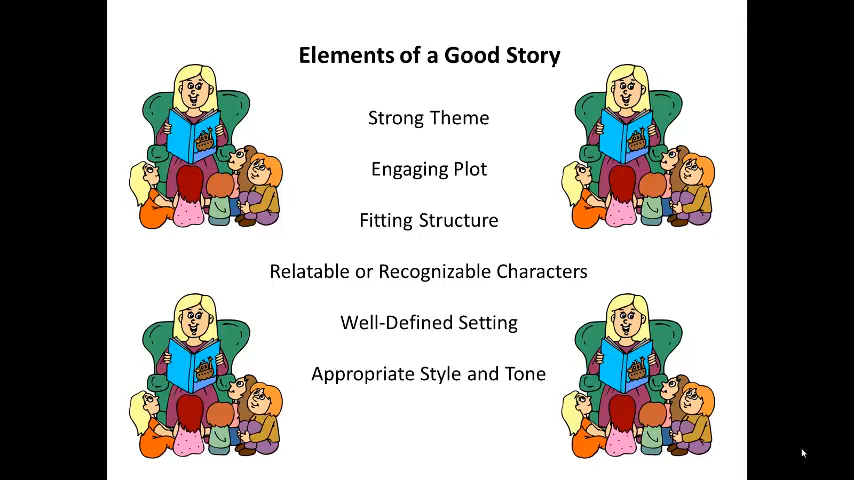 Elements of a Good Story
Strong Theme
Engaging Plot
Fitting Structure
Relatable or Recognizable Characters
Well-Defined Setting
Appropriate Style and Tone